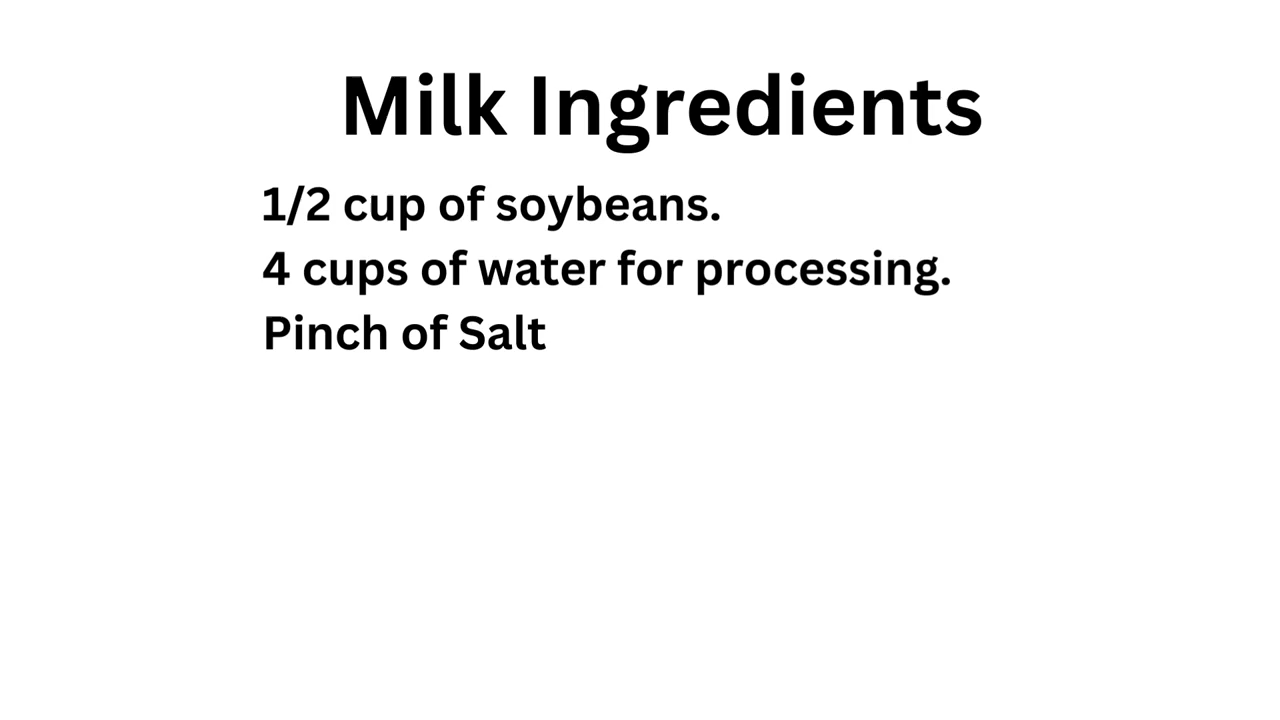 Milk Ingredients
1/2 cup of soybeans.
4 cups of water for processing.
Pinch of Salt